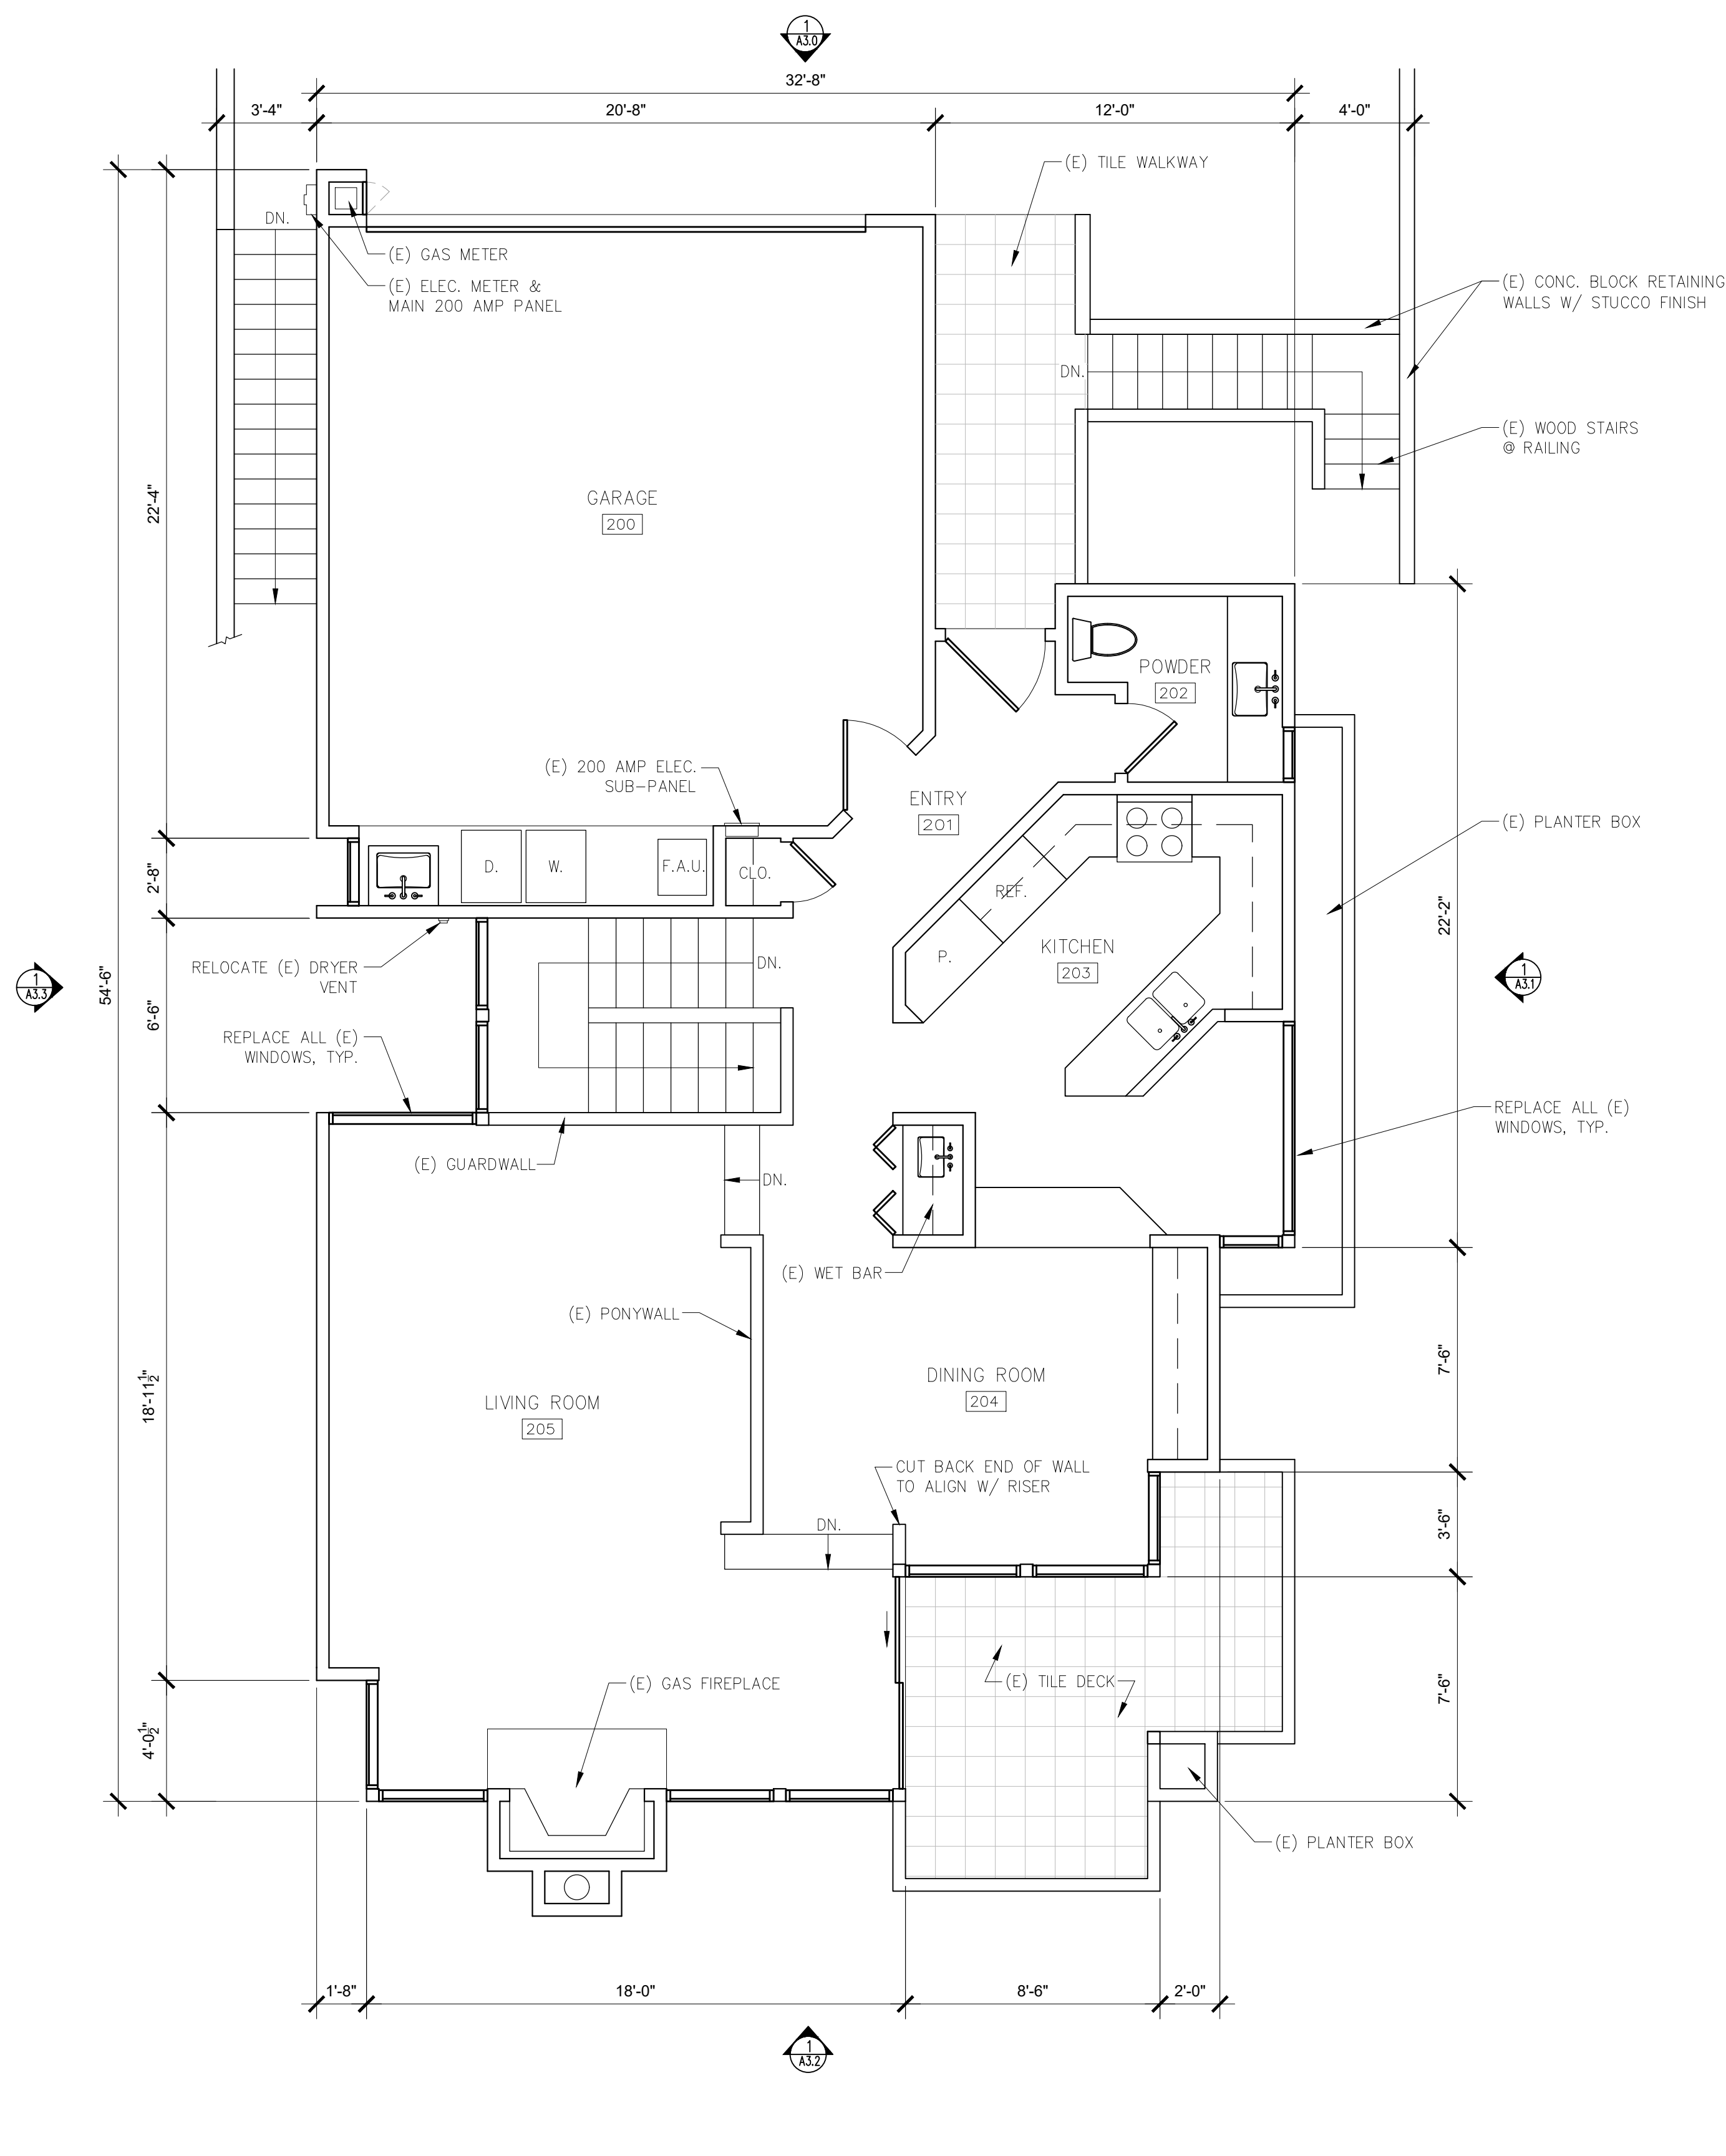 1
A3.0
32'-8"
3'-4"
20'-8"
12'-0"
4'-0"
(E) TILE WALKWAY
DN.
(E) GAS METER
(E) ELEC. METER &
MAIN 200 AMP PANEL
(E) CONC. BLOCK RETAINING
WALLS W/ STUCCO FINISH
DN.
(E) WOOD STAIRS
@ RAILING
22'-4"
GARAGE
200
POWDER
202
(E) 200 AMP ELEC.
SUB-PANEL
ENTRY
201
(E) PLANTER BOX
2'-8"
D.
W.
F.A.U.
CLO.
REF.
22'-2"
KITCHEN
203
P.
DN.
RELOCATE (E) DRYER
VENT
1
A3.3
54'-6"
6'-6"
1
A3.1
REPLACE ALL (E)
WINDOWS, TYP.
REPLACE ALL (E)
WINDOWS, TYP.
(E) GUARDWALL
DN.
(E) WET BAR
(E) PONYWALL
7'-6"
DINING ROOM
204
18'-11½"
LIVING ROOM
205
CUT BACK END OF WALL
TO ALIGN W/ RISER
DN.
3'-6"
(E) GAS FIREPLACE
(E) TILE DECK
7'-6"
4'-0½"
(E) PLANTER BOX
1'-8"
18'-0"
8'-6"
2'-0"
1
A3.2